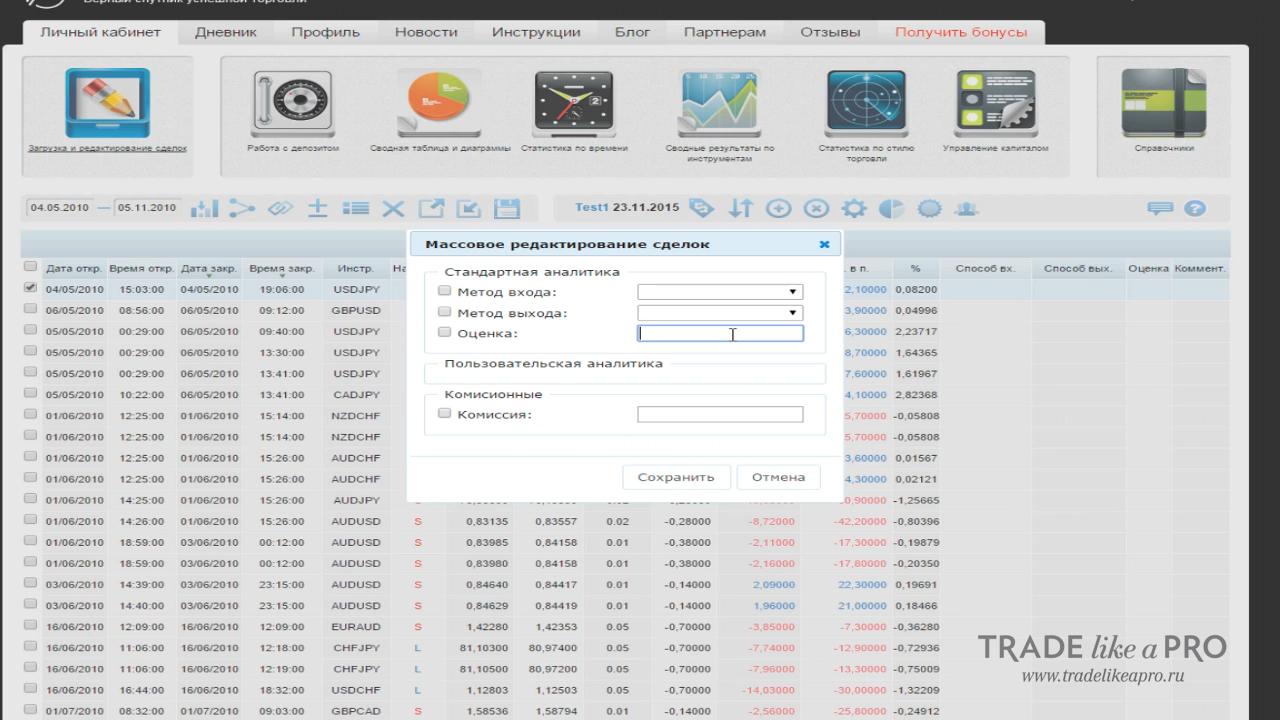 Верный спутник успешной торговли
Личный кабинет Дневник Профиль Новости Инструкции Блог Партнерам Отзывы Получить бонусы
Загрузка и редактирование сделок Работа с депозитом Сводная таблица и диаграммы Статистика по времени Сводные результаты по инструментам Статистика по стилю торговли Управление капиталом Справочники
04.05.2010 — 05.11.2010 Test1 23.11.2015
Массовое редактирование сделок
Стандартная аналитика
Метод входа:
Метод выхода:
Оценка:
Пользовательская аналитика
Комисионные
Комиссия:
Сохранить Отмена
Дата откр. Время откр. Дата закр. Время закр. Инстр. На в п. % Способ вх. Способ вых. Оценка Коммент.
04/05/2010 15:03:00 04/05/2010 19:06:00 USDJPY 2,10000 0,08200
06/05/2010 08:56:00 06/05/2010 09:12:00 GBPUSD 3,90000 0,04996
05/05/2010 00:29:00 05/05/2010 09:40:00 USDJPY 6,30000 2,23717
05/05/2010 00:29:00 05/05/2010 13:30:00 USDJPY 8,70000 1,64365
05/05/2010 00:29:00 05/05/2010 13:41:00 USDJPY 7,60000 1,61967
05/05/2010 10:22:00 05/05/2010 13:41:00 CADJPY 4,10000 2,82368
01/06/2010 12:25:00 01/06/2010 15:14:00 NZDCHF 5,70000 -0,05808
01/06/2010 12:25:00 01/06/2010 15:14:00 NZDCHF 5,70000 -0,05808
01/06/2010 12:25:00 01/06/2010 15:26:00 AUDCHF 3,60000 0,01567
01/06/2010 12:25:00 01/06/2010 15:26:00 AUDCHF 4,30000 0,02121
01/06/2010 14:25:00 01/06/2010 15:26:00 AUDJPY 0,90000 -1,25665
01/06/2010 14:26:00 01/06/2010 15:26:00 AUDUSD S 0,83135 0,83557 0.02 -0,28000 -8,72000 -42,20000 -0,80396
01/06/2010 18:59:00 03/06/2010 00:12:00 AUDUSD S 0,83985 0,84158 0.01 -0,38000 -2,11000 -17,30000 -0,19879
01/06/2010 18:59:00 03/06/2010 00:12:00 AUDUSD S 0,83980 0,84158 0.01 -0,38000 -2,16000 -17,80000 -0,20350
03/06/2010 14:39:00 03/06/2010 23:15:00 AUDUSD S 0,84640 0,84417 0.01 -0,14000 2,09000 22,30000 0,19691
03/06/2010 14:40:00 03/06/2010 23:15:00 AUDUSD S 0,84629 0,84419 0.01 -0,14000 1,96000 21,00000 0,18466
16/06/2010 12:09:00 16/06/2010 12:09:00 EURAUD S 1,42280 1,42353 0.05 -0,70000 -3,85000 -7,30000 -0,36280
16/06/2010 11:06:00 16/06/2010 12:18:00 CHFJPY L 81,10300 80,97400 0.05 -0,70000 -7,74000 -12,90000 -0,72936
16/06/2010 11:06:00 16/06/2010 12:19:00 CHFJPY L 81,10500 80,97200 0.05 -0,70000 -7,96000 -13,30000 -0,75009
16/06/2010 16:44:00 16/06/2010 18:32:00 USDCHF L 1,12803 1,12503 0.05 -0,70000 -14,03000 -30,00000 -1,32209
01/07/2010 08:32:00 01/07/2010 09:03:00 GBPCAD S 1,58536 1,58794 0.01 -0,14000 -2,56000 -25,80000 -0,24912
TRADE like a PRO
www.tradelikeapro.ru